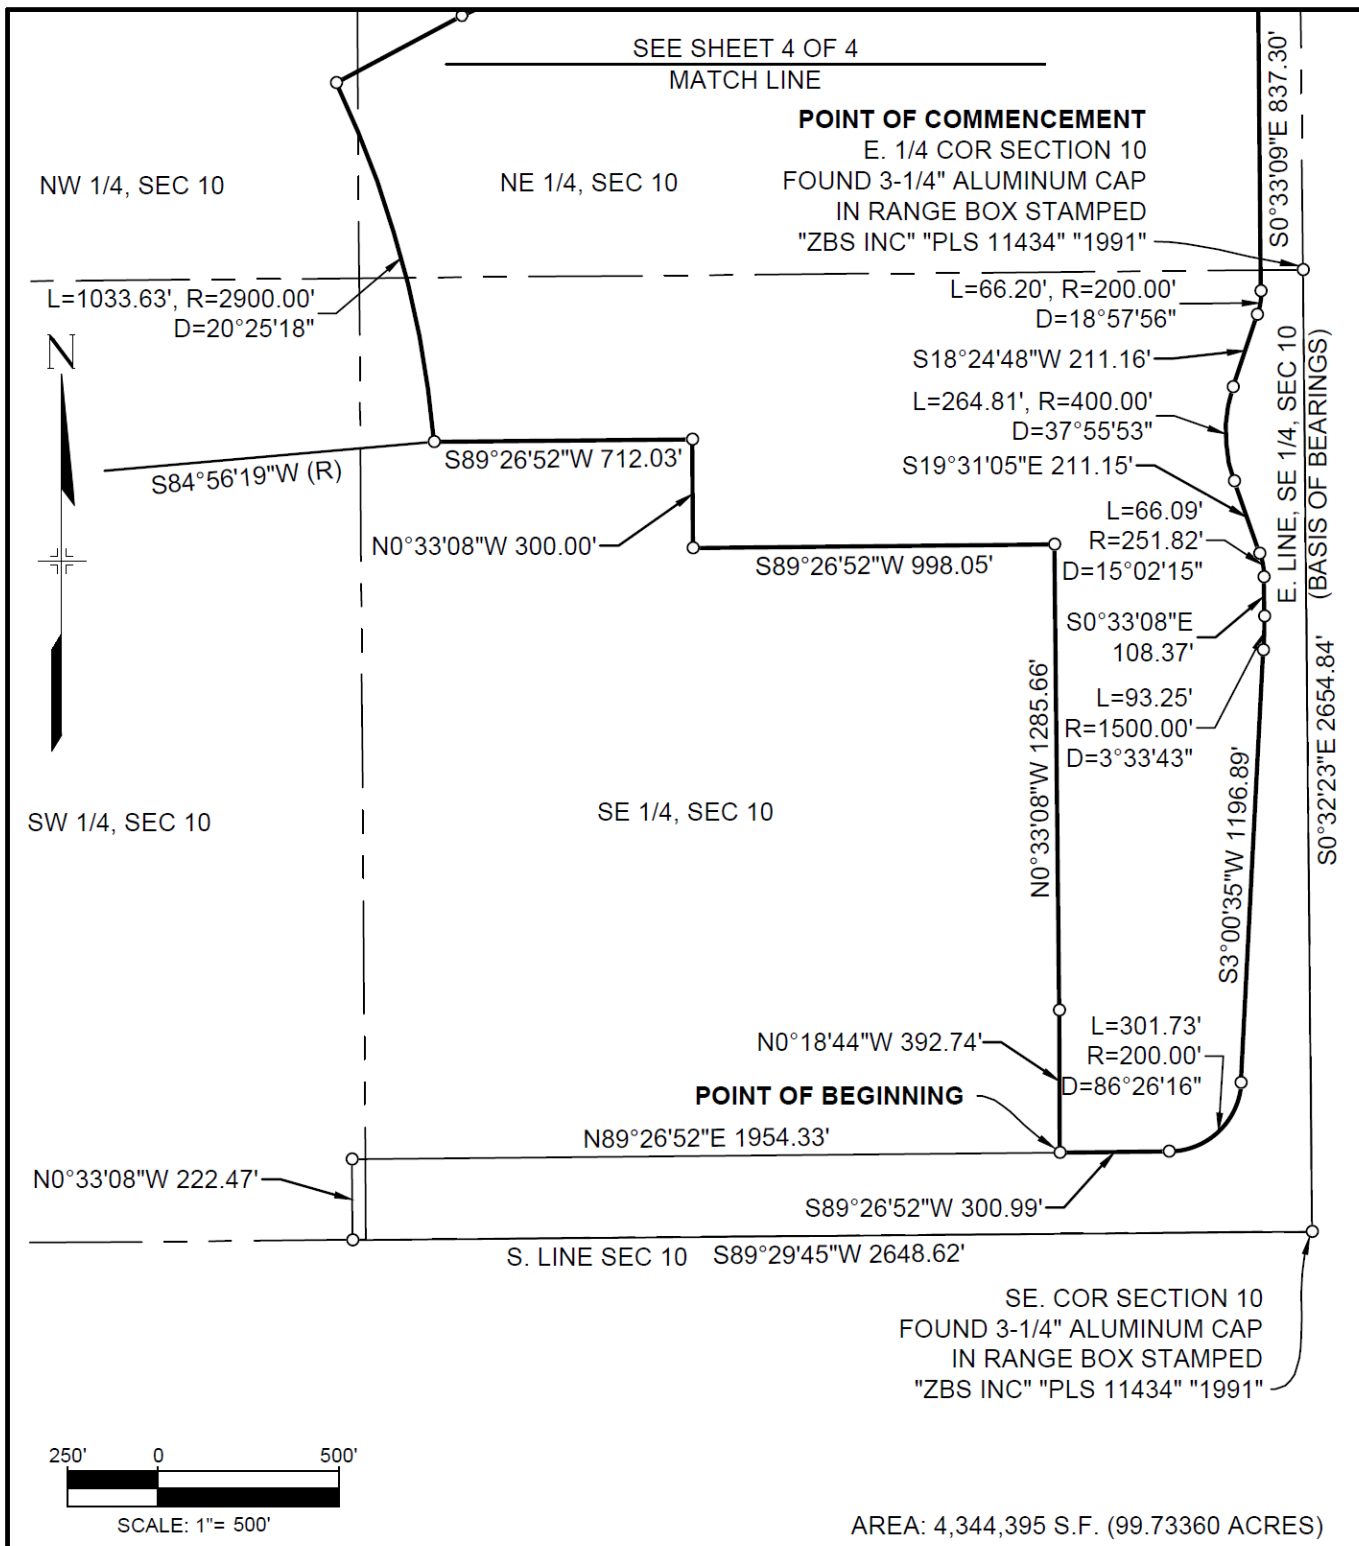 SEE SHEET 4 OF 4
MATCH LINE
S0°33'09"E 837.30'
POINT OF COMMENCEMENT
E. 1/4 COR SECTION 10
FOUND 3-1/4" ALUMINUM CAP
IN RANGE BOX STAMPED
"ZBS INC" "PLS 11434" "1991"
NW 1/4, SEC 10
NE 1/4, SEC 10
L=1033.63', R=2900.00'
D=20°25'18"
N
L=66.20', R=200.00'
D=18°57'56"
S18°24'48"W 211.16'
L=264.81', R=400.00'
D=37°55'53"
S19°31'05"E 211.15'
E. LINE, SE 1/4, SEC 10
(BASIS OF BEARINGS)
S84°56'19"W (R)
S89°26'52"W 712.03'
N0°33'08"W 300.00'
S89°26'52"W 998.05'
L=66.09'
R=251.82'
D=15°02'15"
S0°33'08"E
108.37'
L=93.25'
R=1500.00'
D=3°33'43"
N0°33'08"W 1285.66'
S3°00'35"W 1196.89'
S0°32'23"E 2654.84'
SW 1/4, SEC 10
SE 1/4, SEC 10
N0°18'44"W 392.74'
L=301.73'
R=200.00'
D=86°26'16"
POINT OF BEGINNING
N89°26'52"E 1954.33'
N0°33'08"W 222.47'
S89°26'52"W 300.99'
S. LINE SEC 10 S89°29'45"W 2648.62'
SE. COR SECTION 10
FOUND 3-1/4" ALUMINUM CAP
IN RANGE BOX STAMPED
"ZBS INC" "PLS 11434" "1991"
250' 0 500'
SCALE: 1"= 500'
AREA: 4,344,395 S.F. (99.73360 ACRES)